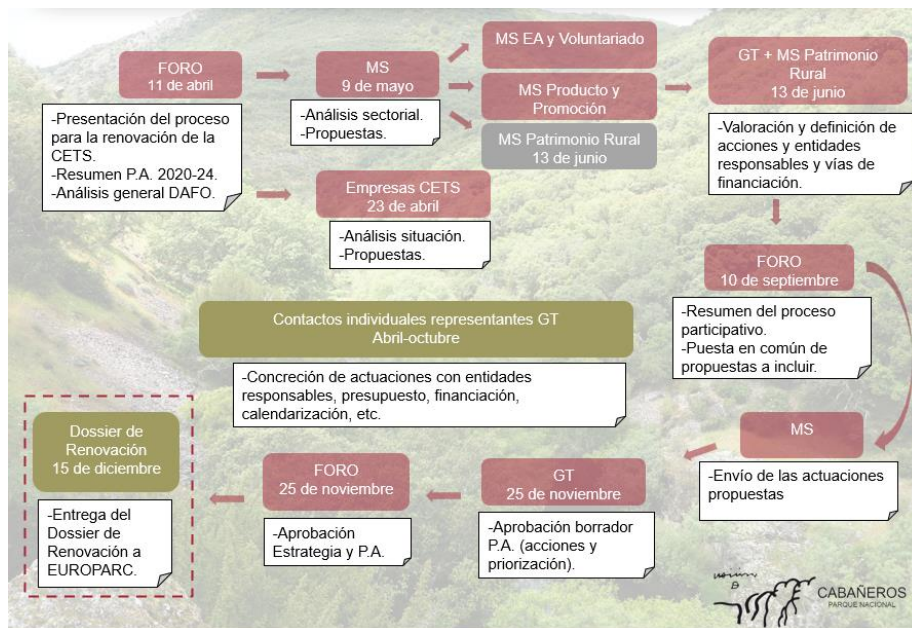 FORO
11 de abril
-Presentación del proceso
para la renovación de la
CETS.
-Resumen P.A. 2020-24.
-Análisis general DAFO.
MS
9 de mayo
-Análisis sectorial.
-Propuestas.
MS EA y Voluntariado
MS Producto y
Promoción
MS Patrimonio Rural
13 de junio
GT + MS Patrimonio
Rural
13 de junio
-Valoración y definición de
acciones y entidades
responsables y vías de
financiación.
Empresas CETS
23 de abril
-Análisis situación.
-Propuestas.
FORO
10 de septiembre
-Resumen del proceso
participativo.
-Puesta en común de
propuestas a incluir.
Contactos individuales representantes GT
Abril-octubre
-Concreción de actuaciones con entidades
responsables, presupuesto, financiación,
calendarización, etc.
MS
-Envío de las actuaciones
propuestas
GT
25 de noviembre
-Aprobación borrador
P.A. (acciones y
priorización).
FORO
25 de noviembre
-Aprobación
Estrategia y P.A.
Dossier de
Renovación
15 de diciembre
-Entrega del
Dossier de
Renovación a
EUROPARC.
CABAÑEROS
PARQUE NACIONAL